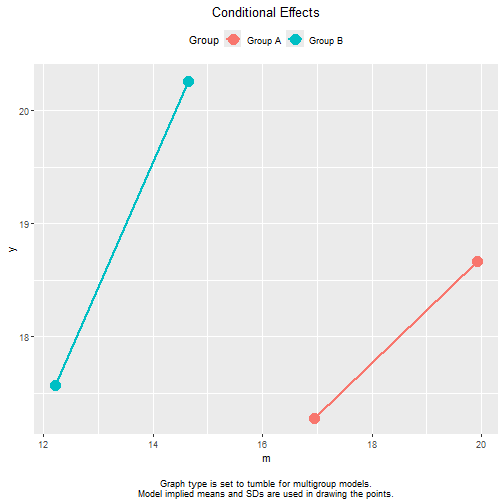 Conditional Effects
Group Group A Group B
20
19
18
y
12 14 16 18 20
m
Graph type is set to tumble for multigroup models.
Model implied means and SDs are used in drawing the points.